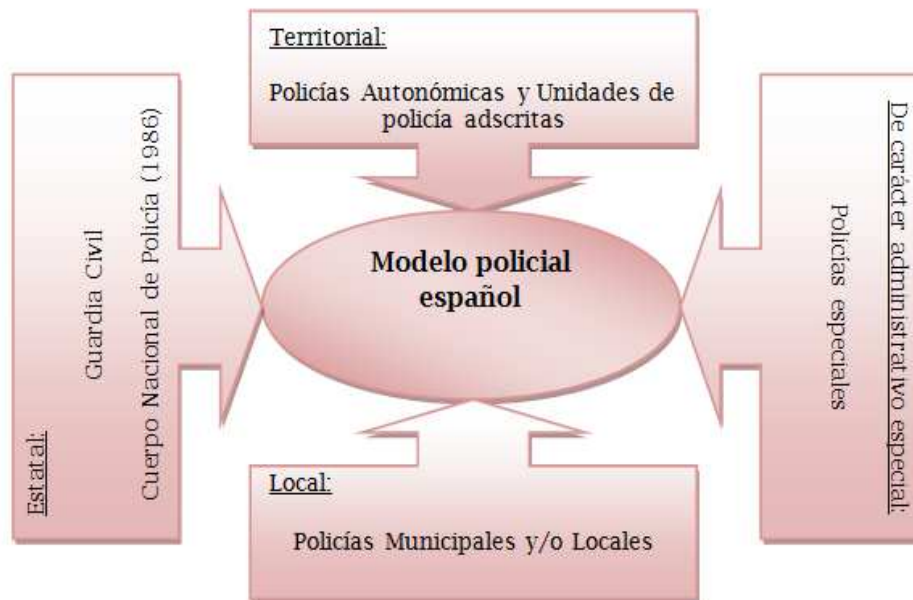 Territorial:
Policías Autonómicas y Unidades de
policía adscritas
Estatal:
Guardia Civil
Cuerpo Nacional de Policía (1986)
Modelo policial
español
De carácter administrativo especial:
Policías especiales
Local:
Policías Municipales y/o Locales